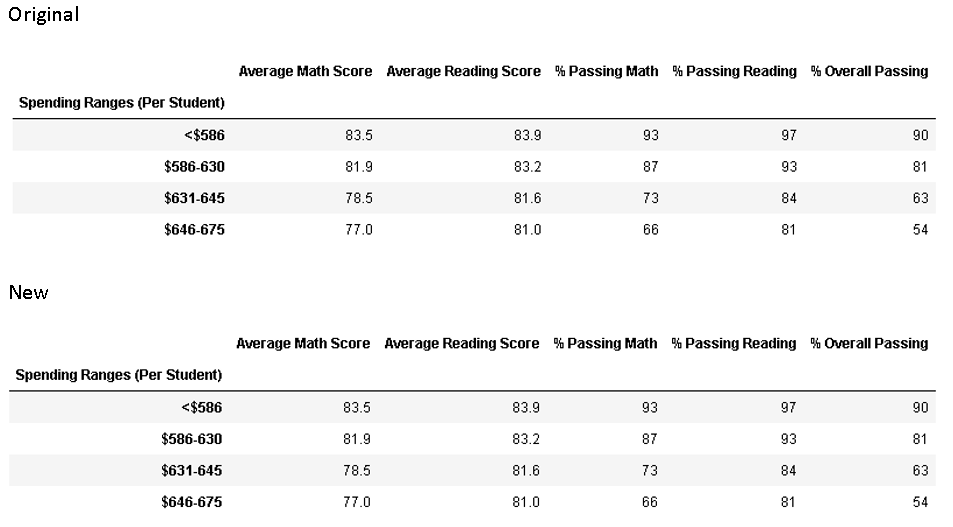 Original
Average Math Score Average Reading Score % Passing Math % Passing Reading % Overall Passing
Spending Ranges (Per Student)
<$586 83.5 83.9 93 97 90
$586-630 81.9 83.2 87 93 81
$631-645 78.5 81.6 73 84 63
$646-675 77.0 81.0 66 81 54
New
Average Math Score Average Reading Score % Passing Math % Passing Reading % Overall Passing
Spending Ranges (Per Student)
<$586 83.5 83.9 93 97 90
$586-630 81.9 83.2 87 93 81
$631-645 78.5 81.6 73 84 63
$646-675 77.0 81.0 66 81 54